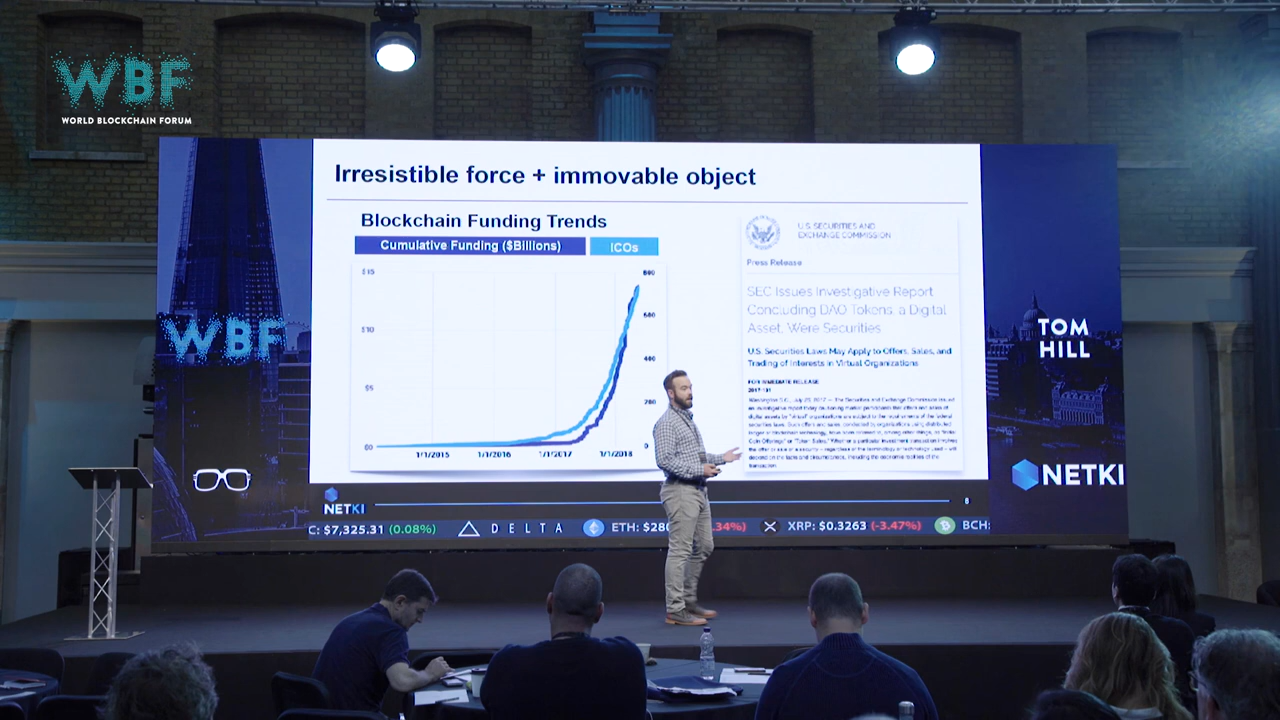 WBF
WORLD BLOCKCHAIN FORUM
Irresistible force + immovable object
Blockchain Funding Trends
Cumulative Funding ($Billions)
ICOs
$15
$10
$5
$0
800
600
400
200
0
1/1/2015
1/1/2016
1/1/2017
1/1/2018
U.S. SECURITIES AND
EXCHANGE COMMISSION
Press Release
SEC Issues Investigative Report
Concluding DAO Tokens, a Digital
Asset, Were Securities
U.S. Securities Laws May Apply to Offers, Sales, and
Trading of Interests in Virtual Organizations
FOR IMMEDIATE RELEASE
2017-131
WBF
TOM
HILL
NETKI
NETKI
6
C: $7,325.31 (0.08%)
DELTA
ETH: $28
.34%)
XRP: $0.3263 (-3.47%)
BCH: